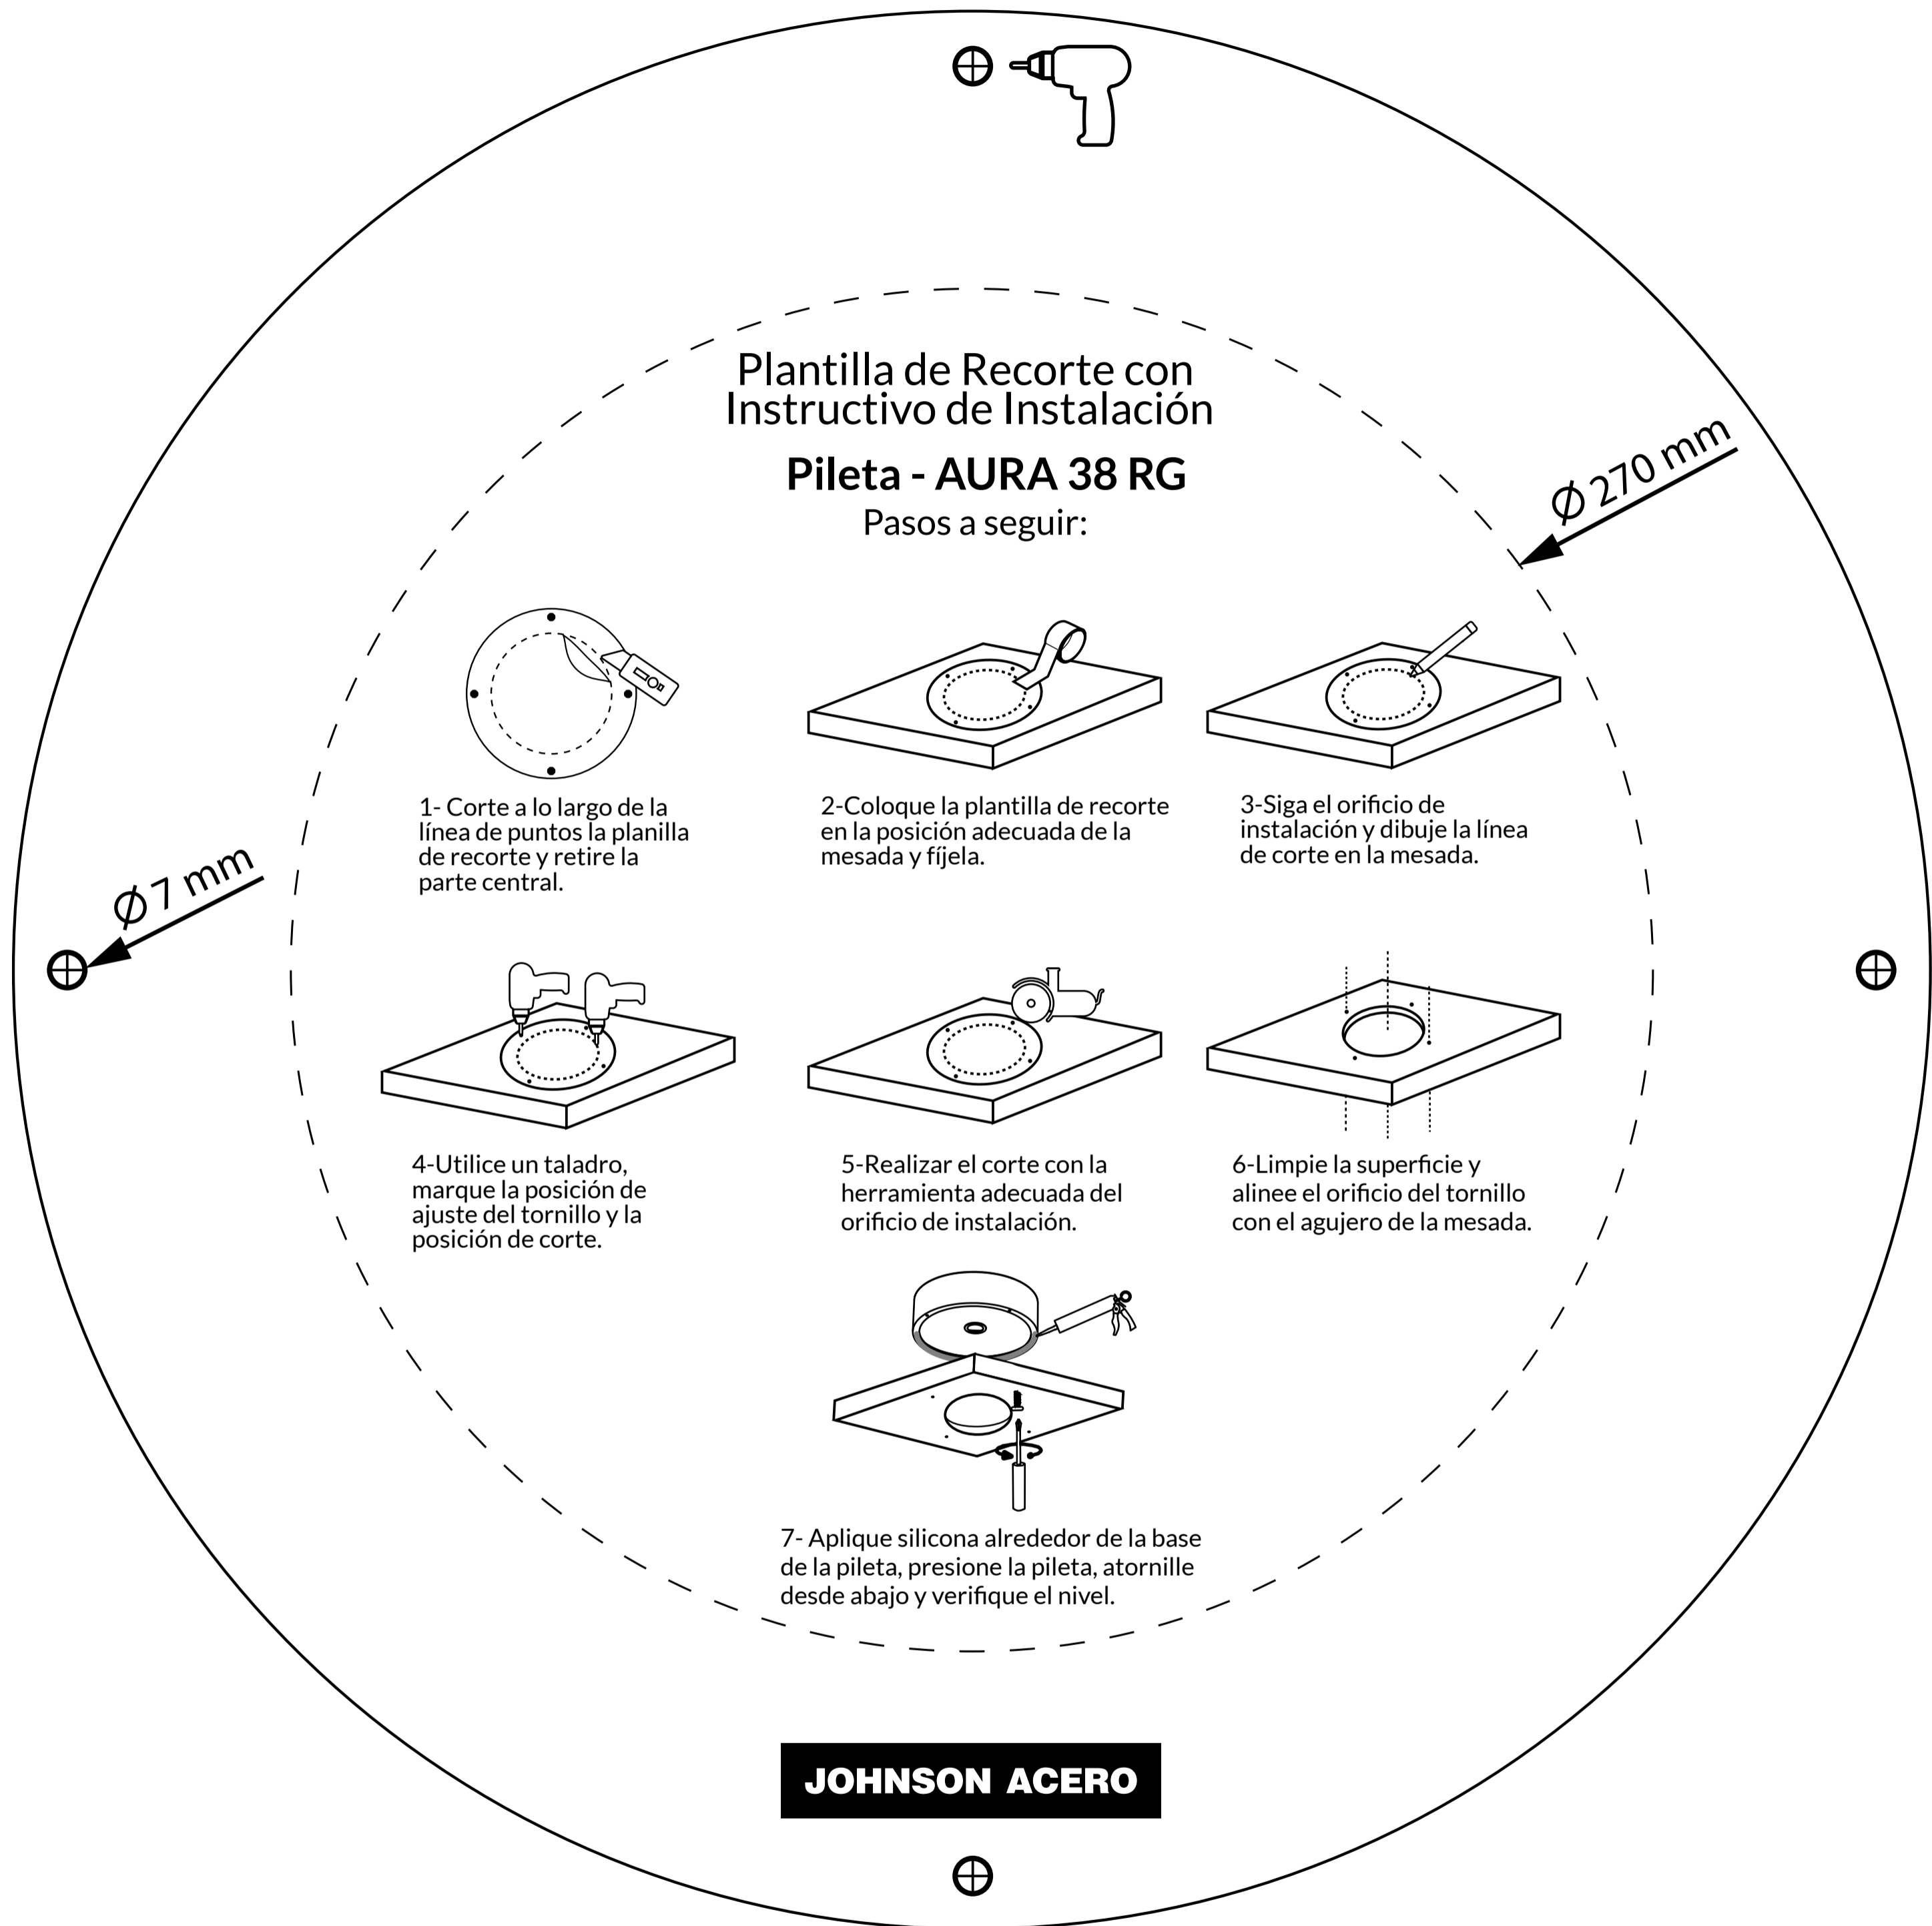 Plantilla de Recorte con
Instructivo de Instalación
Pileta - AURA 38 RG
Pasos a seguir:
Ø 270 mm
1- Corte a lo largo de la
línea de puntos la planilla
de recorte y retire la
parte central.
2-Coloque la plantilla de recorte
en la posición adecuada de la
mesada y fíjela.
3-Siga el orificio de
instalación y dibuje la línea
de corte en la mesada.
Ø 7 mm
4-Utilice un taladro,
marque la posición de
ajuste del tornillo y la
posición de corte.
5-Realizar el corte con la
herramienta adecuada del
orificio de instalación.
6-Limpie la superficie y
alinee el orificio del tornillo
con el agujero de la mesada.
7- Aplique silicona alrededor de la base
de la pileta, presione la pileta, atornille
desde abajo y verifique el nivel.
JOHNSON ACERO